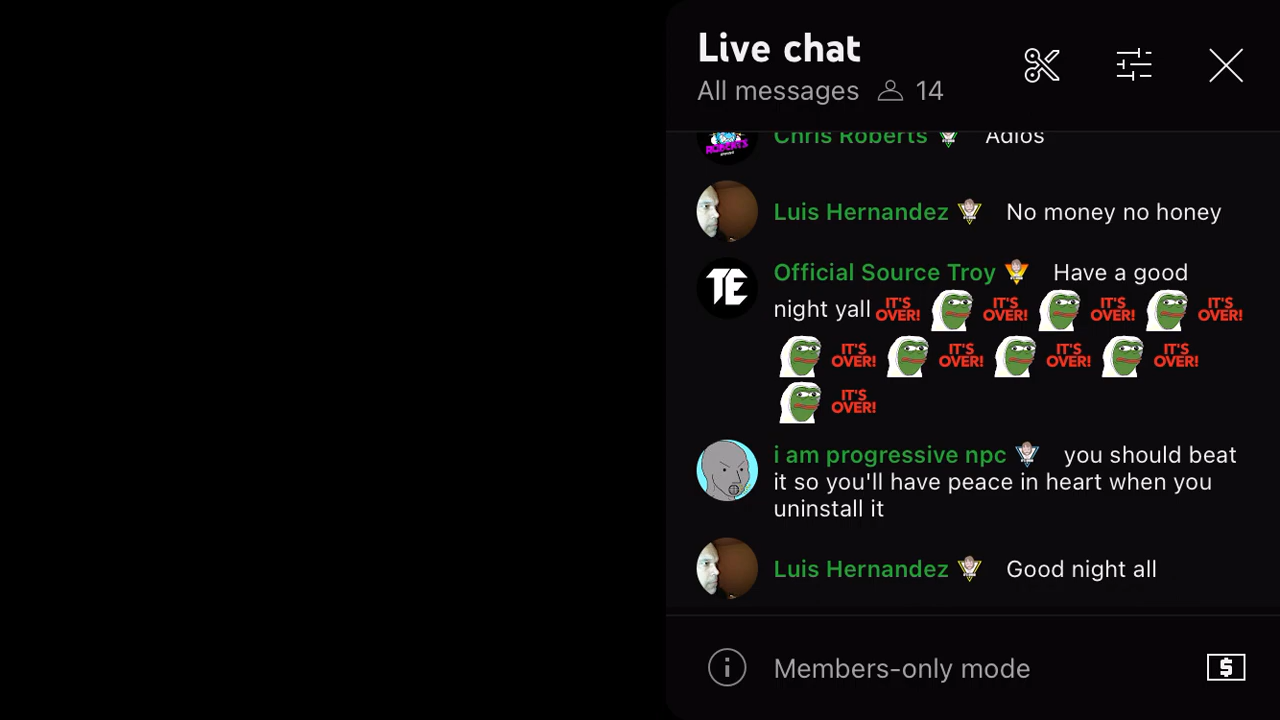 Live chat
All messages 14
Chris Roberts Adios
Luis Hernandez No money no honey
TE
Official Source Troy Have a good
night yall IT'S OVER! IT'S OVER! IT'S OVER! IT'S OVER!
IT'S OVER! IT'S OVER! IT'S OVER! IT'S OVER!
IT'S OVER!
i am progressive npc you should beat
it so you'll have peace in heart when you
uninstall it
Luis Hernandez Good night all
Members-only mode $